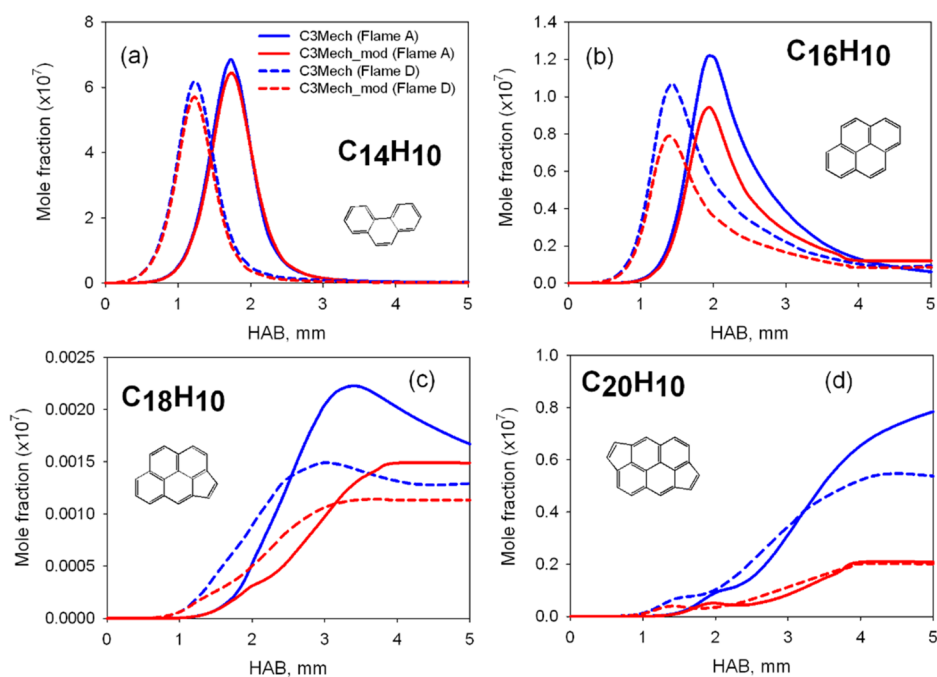 (a)
C3Mech (Flame A)
C3Mech_mod (Flame A)
C3Mech (Flame D)
C3Mech_mod (Flame D)
C14H10
Mole fraction (x10⁷)
8
6
4
2
0
0 1 2 3 4 5
HAB, mm
(b)
C16H10
Mole fraction (x10⁷)
1.4
1.2
1.0
0.8
0.6
0.4
0.2
0.0
0 1 2 3 4 5
HAB, mm
(c)
C18H10
Mole fraction (x10⁷)
0.0025
0.0020
0.0015
0.0010
0.0005
0.0000
0 1 2 3 4 5
HAB, mm
(d)
C20H10
Mole fraction (x10⁷)
1.0
0.8
0.6
0.4
0.2
0.0
0 1 2 3 4 5
HAB, mm